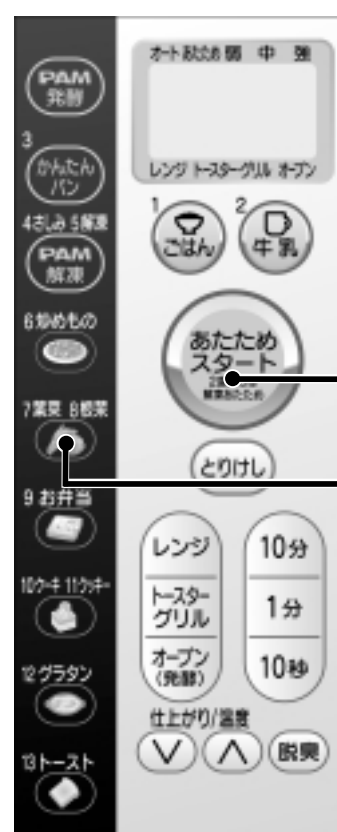 PAM
発酵
3
かんたん
パン
4さしみ 5解凍
PAM
解凍
6炒めもの
7葉菜 8根菜
9 お弁当
10ケーキ 11クッキー
12グラタン
13トースト
オート あたため 弱 中 強
レンジ トースターグリル オーブン
1
ごはん
2
牛乳
あたため
スタート
解凍あたため
とりけし
レンジ
トースター
グリル
オーブン
(発酵)
10分
1分
10秒
仕上がり/温度
脱臭